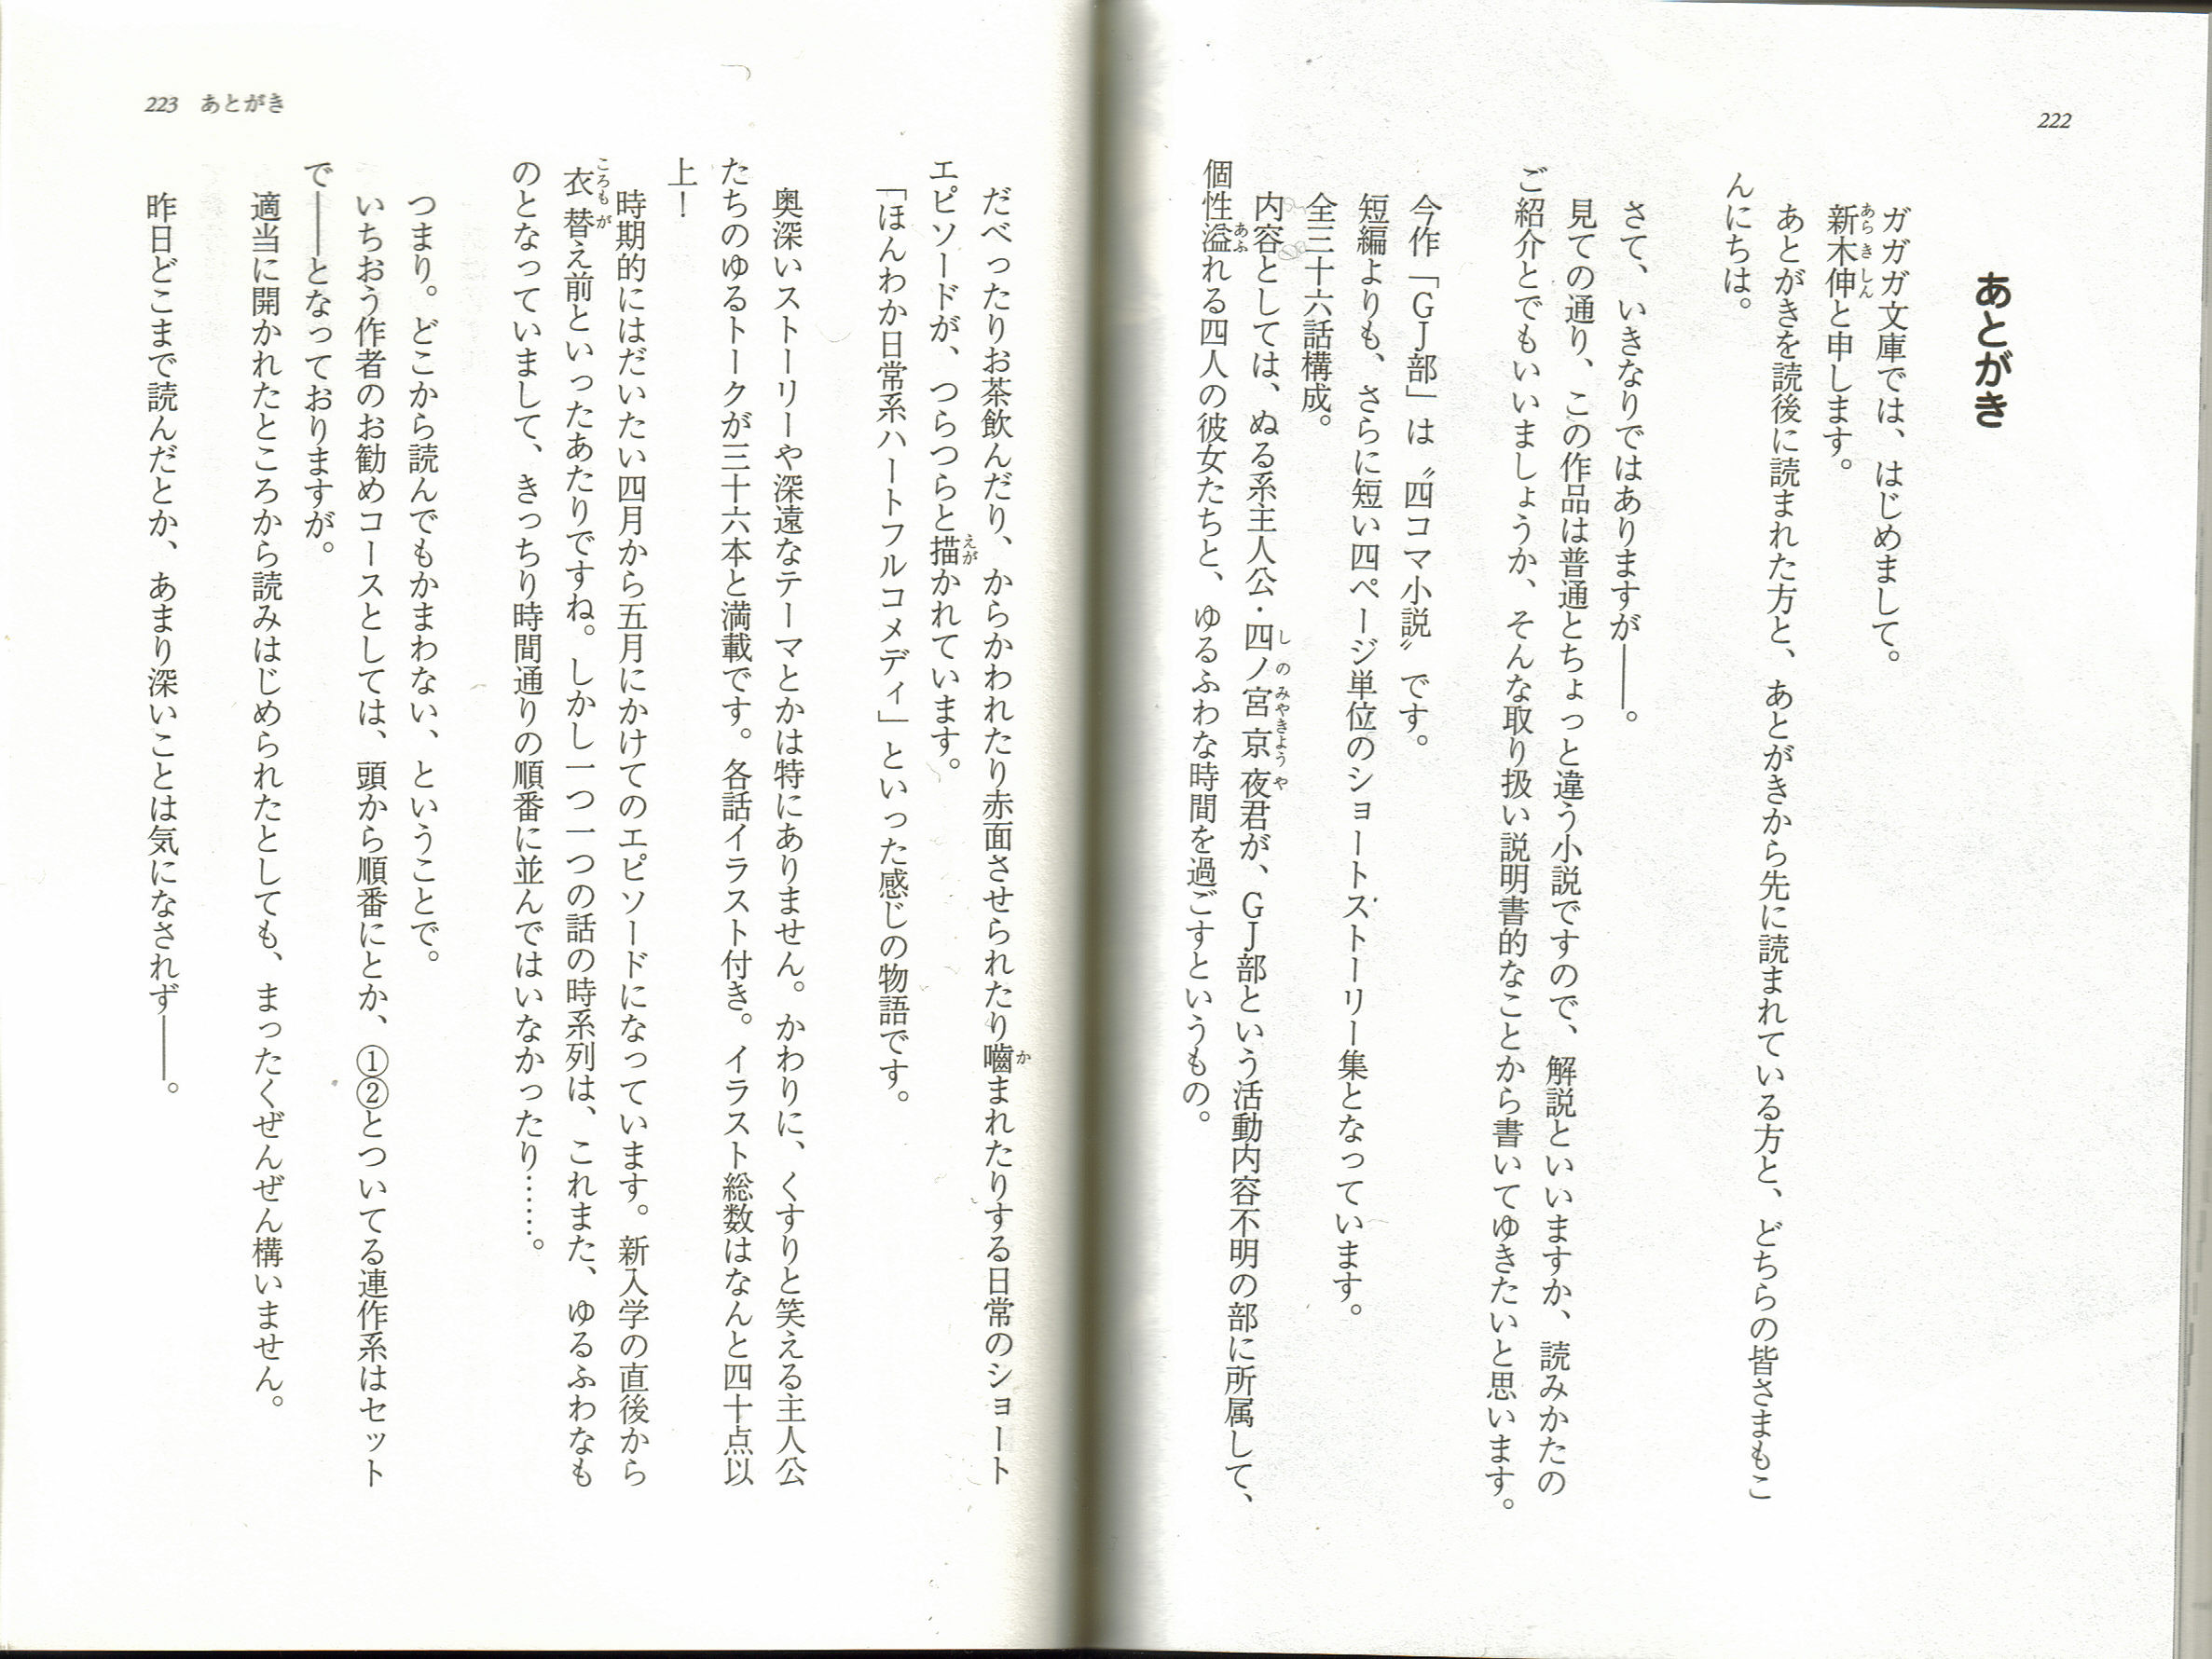 222
あとがき
ガガガ文庫では、はじめまして。
新木伸と申します。
あとがきを読後に読まれた方と、あとがきから先に読まれている方と、どちらの皆さまもこ
んにちは。
さて、いきなりではありますが――。
見ての通り、この作品は普通とちょっと違う小説ですので、解説といいますか、読みかたの
ご紹介とでもいいましょうか、そんな取り扱い説明書的なことから書いてゆきたいと思います。
今作「GJ部」は〝四コマ小説〟です。
短編よりも、さらに短い四ページ単位のショートストーリー集となっています。
全三十六話構成。
内容としては、ぬる系主人公・四ノ宮京夜君が、GJ部という活動内容不明の部に所属して、
個性溢れる四人の彼女たちと、ゆるふわな時間を過ごすというもの。
223 あとがき
だべったりお茶飲んだり、からかわれたり赤面させられたり嚙まれたりする日常のショート
エピソードが、つらつらと描かれています。
「ほんわか日常系ハートフルコメディ」といった感じの物語です。
奥深いストーリーや深遠なテーマとかは特にありません。かわりに、くすりと笑える主人公
たちのゆるトークが三十六本と満載です。各話イラスト付き。イラスト総数はなんと四十点以
上！
時期的にはだいたい四月から五月にかけてのエピソードになっています。新入学の直後から
衣替え前といったあたりですね。しかし一つ一つの話の時系列は、これまた、ゆるふわなも
のとなっていまして、きっちり時間通りの順番に並んではいなかったり……。
つまり。どこから読んでもかまわない、ということで。
いちおう作者のお勧めコースとしては、頭から順番にとか、①②とついてる連作系はセット
で――となっておりますが。
適当に開かれたところから読みはじめられたとしても、まったくぜんぜん構いません。
昨日どこまで読んだとか、あまり深いことは気になされず――。